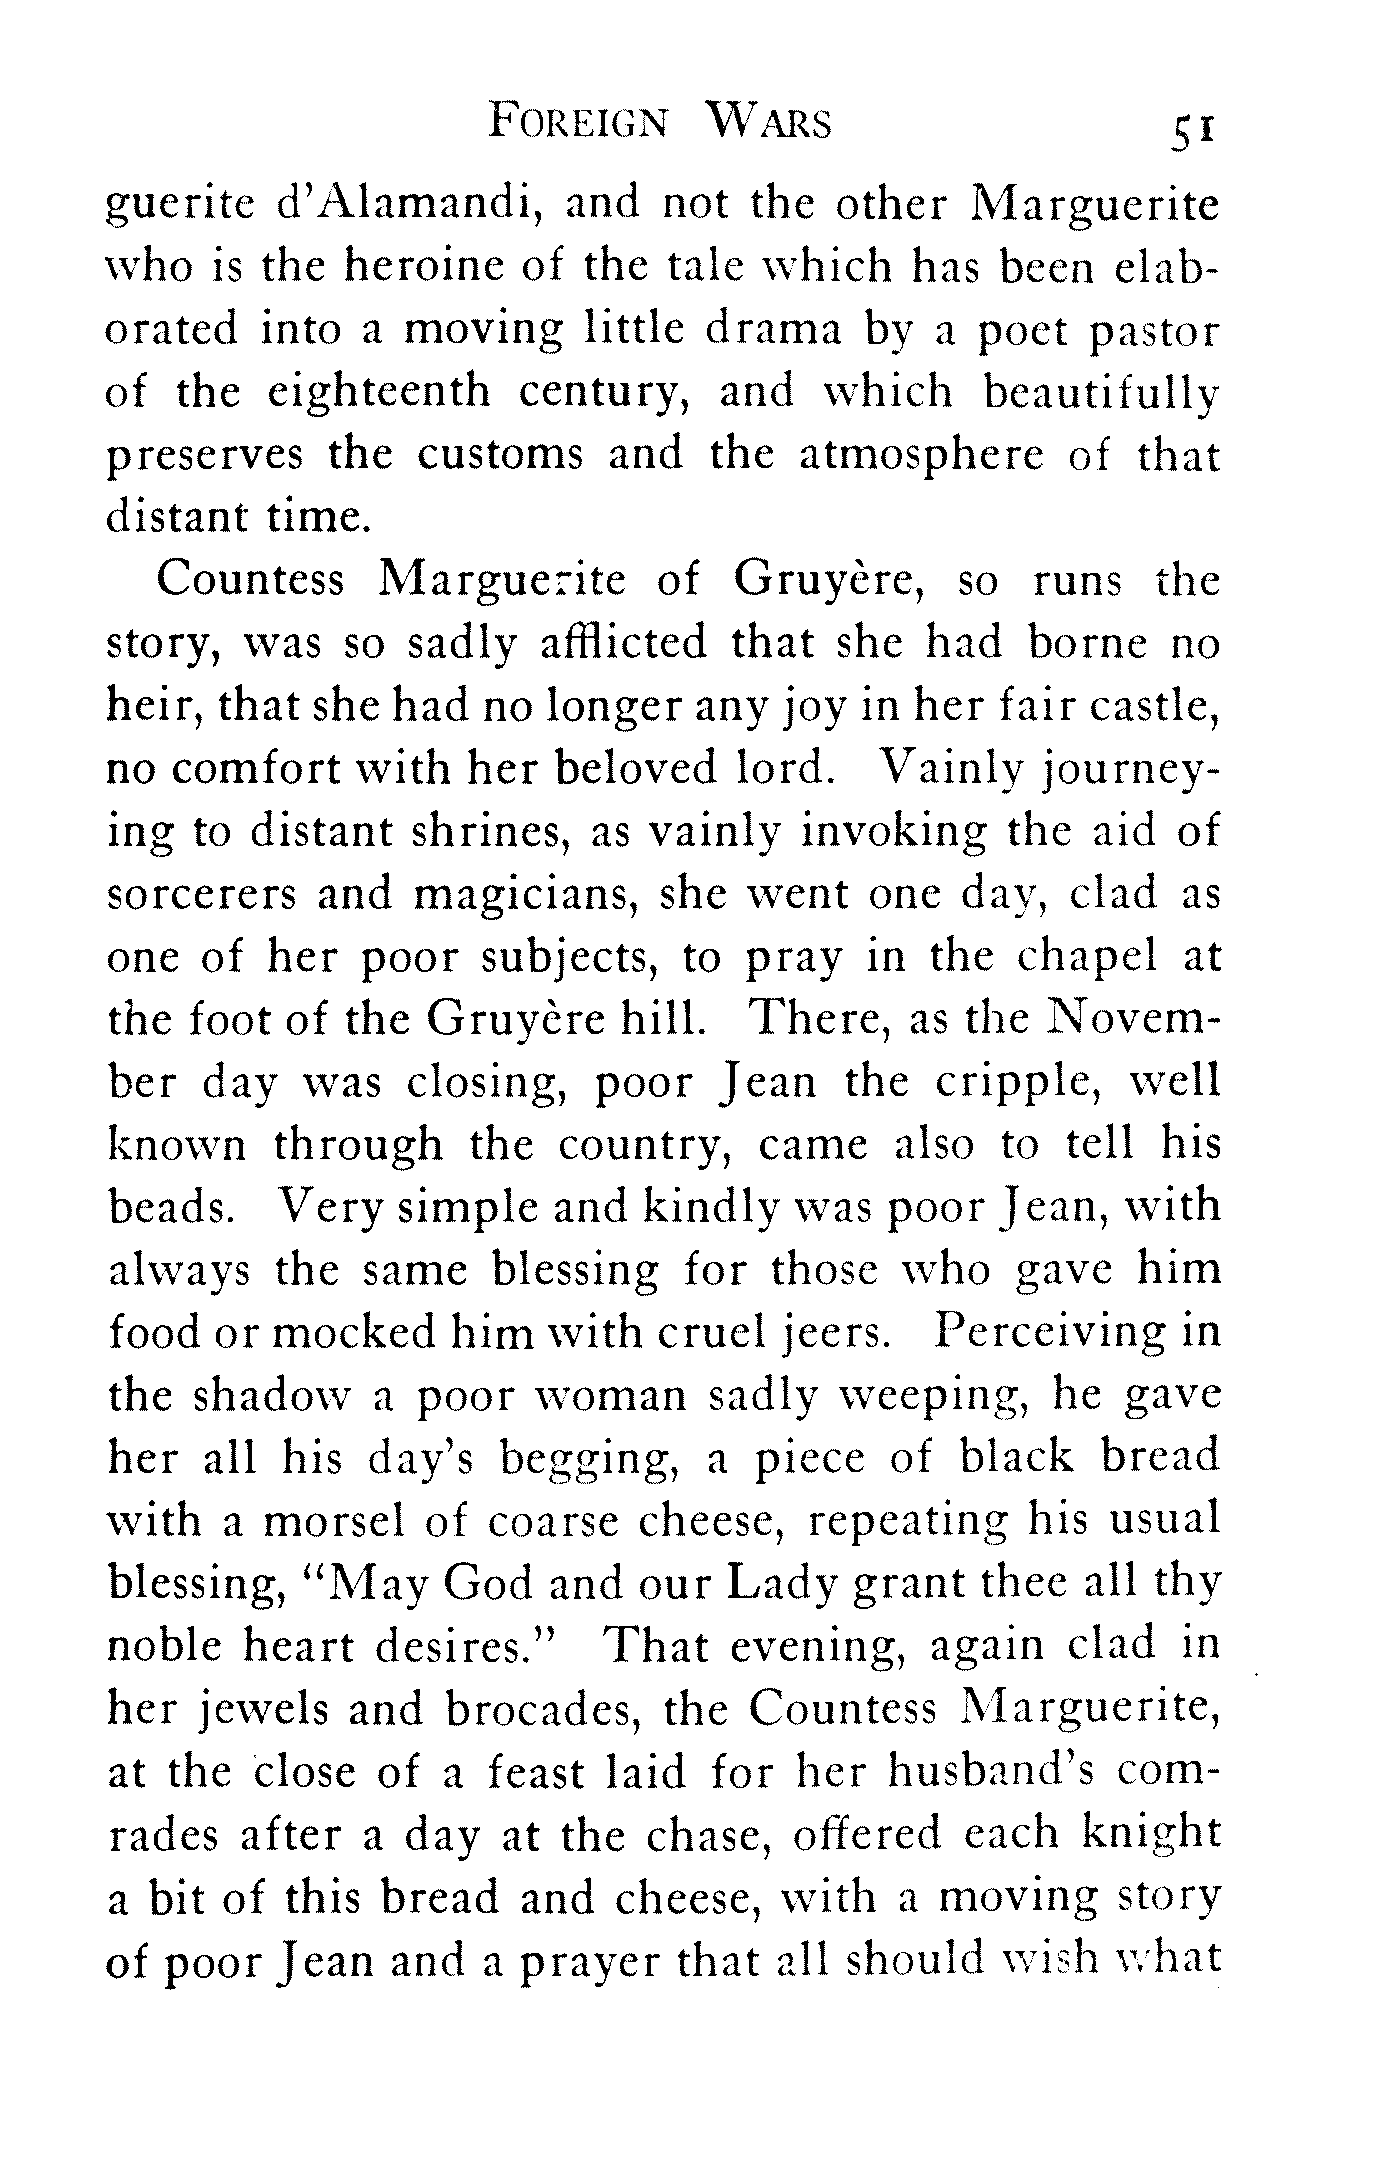 FOREIGN WARS 51
guerite d'Alamandi, and not the other Marguerite
who is the heroine of the tale which has been elab-
orated into a moving little drama by a poet pastor
of the eighteenth century, and which beautifully
preserves the customs and the atmosphere of that
distant time.
Countess Marguerite of Gruyère, so runs the
story, was so sadly afflicted that she had borne no
heir, that she had no longer any joy in her fair castle,
no comfort with her beloved lord. Vainly journey-
ing to distant shrines, as vainly invoking the aid of
sorcerers and magicians, she went one day, clad as
one of her poor subjects, to pray in the chapel at
the foot of the Gruyère hill. There, as the Novem-
ber day was closing, poor Jean the cripple, well
known through the country, came also to tell his
beads. Very simple and kindly was poor Jean, with
always the same blessing for those who gave him
food or mocked him with cruel jeers. Perceiving in
the shadow a poor woman sadly weeping, he gave
her all his day's begging, a piece of black bread
with a morsel of coarse cheese, repeating his usual
blessing, "May God and our Lady grant thee all thy
noble heart desires." That evening, again clad in
her jewels and brocades, the Countess Marguerite,
at the close of a feast laid for her husband's com-
rades after a day at the chase, offered each knight
a bit of this bread and cheese, with a moving story
of poor Jean and a prayer that all should wish what